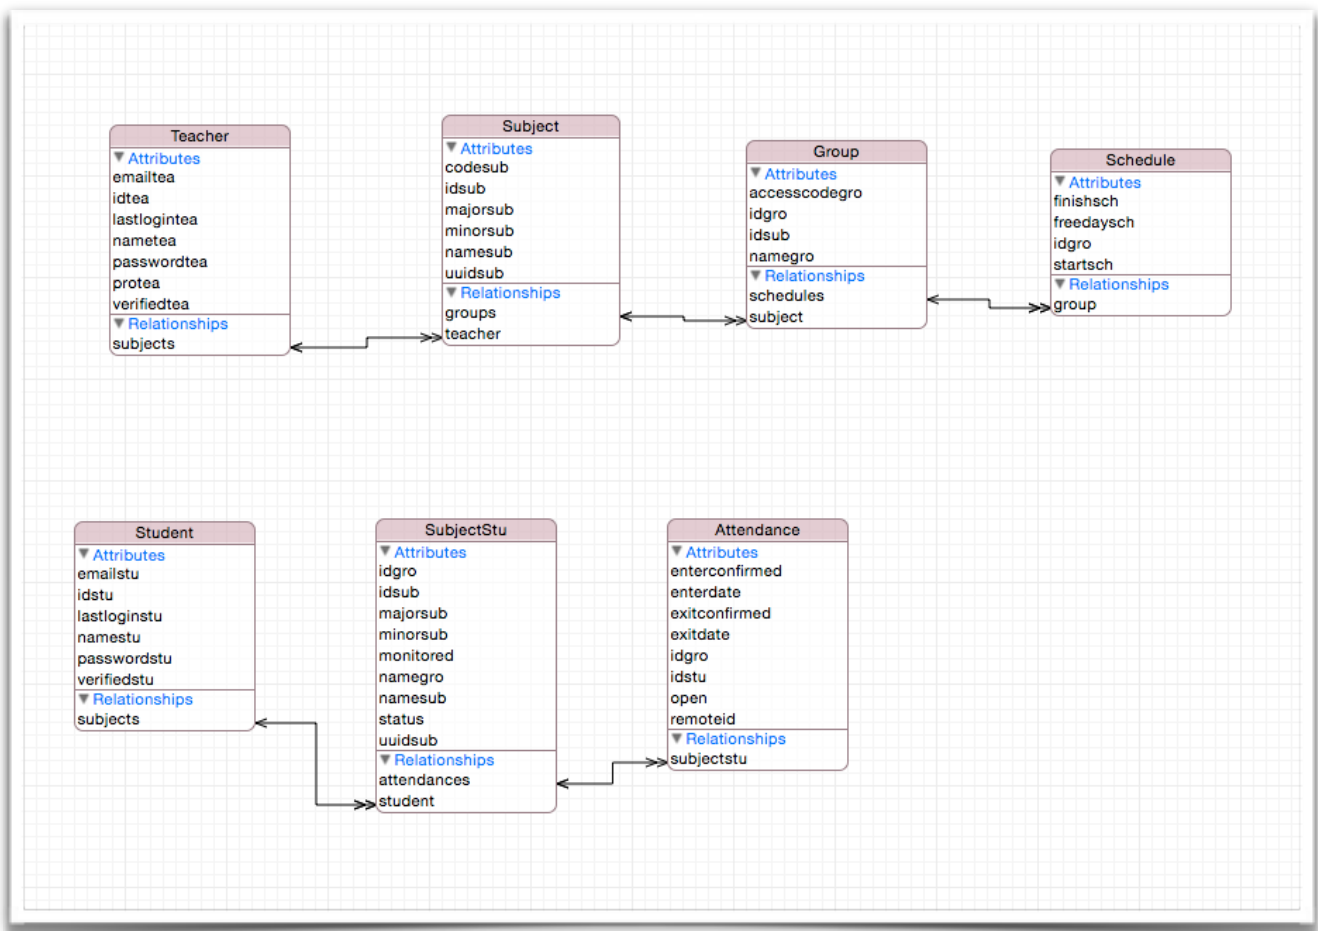 Teacher
Attributes
emailtea
idtea
lastlogintea
nametea
passwordtea
protea
verifiedtea
Relationships
subjects
Subject
Attributes
codesub
idsub
majorsub
minorsub
namesub
uuidsub
Relationships
groups
teacher
Group
Attributes
accesscodegro
idgro
idsub
namegro
Relationships
schedules
subject
Schedule
Attributes
finishsch
freedaysch
idgro
startsch
Relationships
group
Student
Attributes
emailstu
idstu
lastloginstu
namestu
passwordstu
verifiedstu
Relationships
subjects
SubjectStu
Attributes
idgro
idsub
majorsub
minorsub
monitored
namegro
namesub
status
uuidsub
Relationships
attendances
student
Attendance
Attributes
enterconfirmed
enterdate
exitconfirmed
exitdate
idgro
idstu
open
remoteid
Relationships
subjectstu